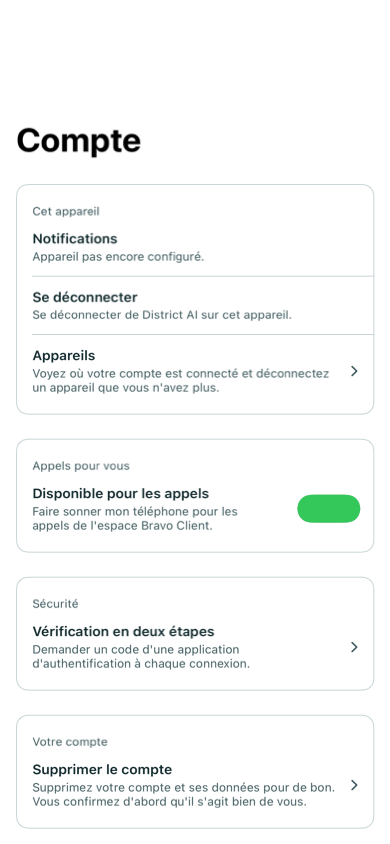 Compte
Cet appareil
Notifications
Appareil pas encore configuré.
Se déconnecter
Se déconnecter de District AI sur cet appareil.
Appareils
Voyez où votre compte est connecté et déconnectez
un appareil que vous n'avez plus.
Appels pour vous
Disponible pour les appels
Faire sonner mon téléphone pour les
appels de l'espace Bravo Client.
Sécurité
Vérification en deux étapes
Demander un code d'une application
d'authentification à chaque connexion.
Votre compte
Supprimer le compte
Supprimez votre compte et ses données pour de bon.
Vous confirmez d'abord qu'il s'agit bien de vous.